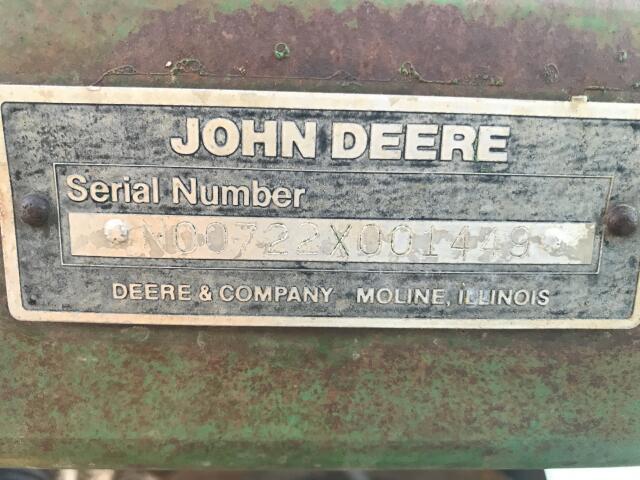 JOHN DEERE
Serial Number
N00722X001449
DEERE & COMPANY MOLINE, ILLINOIS